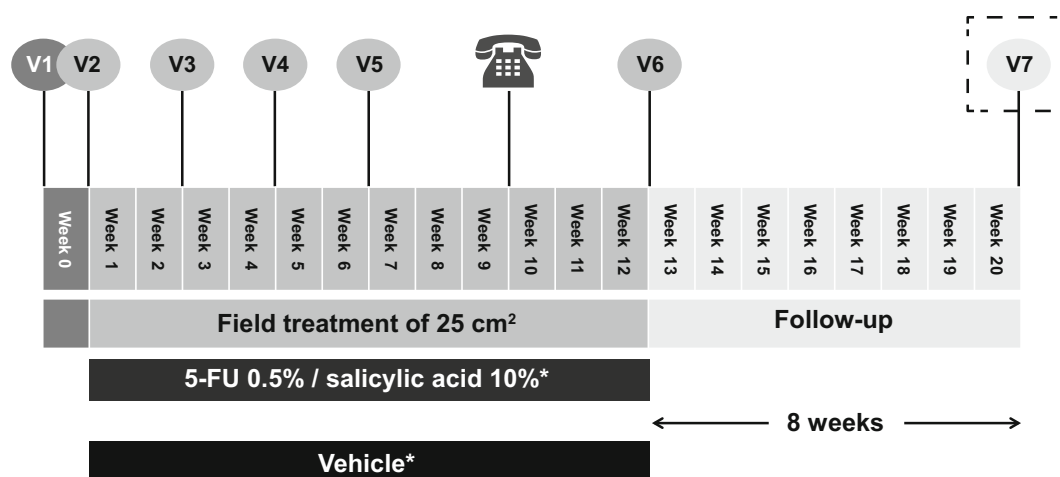 V1
V2
V3
V4
V5
V6
V7
Week 0
Week 1
Week 2
Week 3
Week 4
Week 5
Week 6
Week 7
Week 8
Week 9
Week 10
Week 11
Week 12
Week 13
Week 14
Week 15
Week 16
Week 17
Week 18
Week 19
Week 20
Field treatment of 25 cm²
Follow-up
5-FU 0.5% / salicylic acid 10%*
8 weeks
Vehicle*